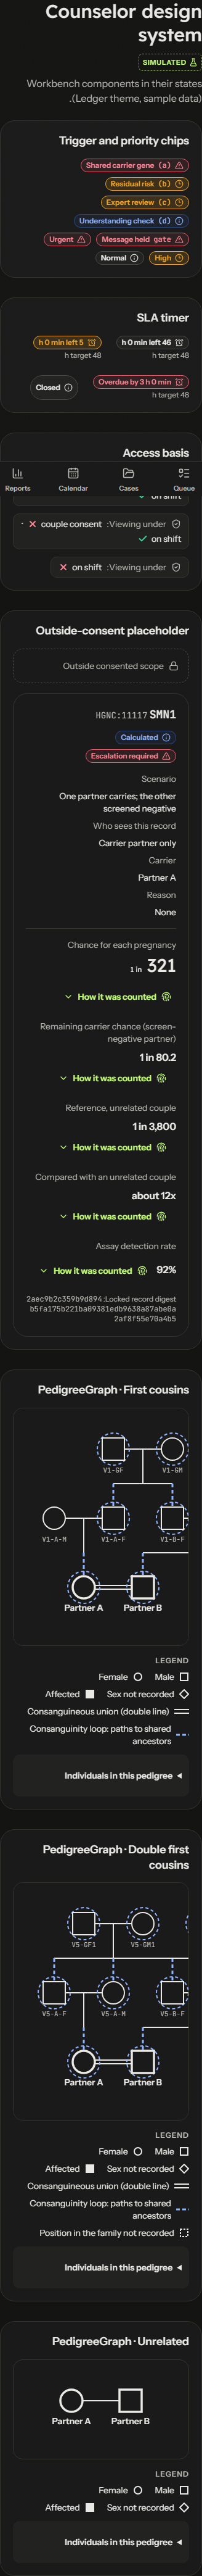 Counselor design
system
SIMULATED
Workbench components in their states
.(Ledger theme, sample data)
Trigger and priority chips
Shared carrier gene (a)
Residual risk (b)
Expert review (c)
Understanding check (d)
Urgent
Message held gate
Normal
High
SLA timer
h 0 min left 5
h 0 min left 46
h target 48
h target 48
Closed
Overdue by 3 h 0 min
h target 48
Access basis
Reports
Calendar
Cases
Queue
on shift
couple consent :Viewing under
on shift
on shift :Viewing under
Outside-consent placeholder
Outside consented scope
HGNC:11117 SMN1
Calculated
Escalation required
Scenario
One partner carries; the other
screened negative
Who sees this record
Carrier partner only
Carrier
Partner A
Reason
None
Chance for each pregnancy
1 in 321
How it was counted
Remaining carrier chance (screen-
negative partner)
1 in 80.2
How it was counted
Reference, unrelated couple
1 in 3,800
How it was counted
Compared with an unrelated couple
about 12x
How it was counted
Assay detection rate
How it was counted 92%
2aec9b2c359b9d894 :Locked record digest
b5fa175b221ba09381edb9638a87abe0a
2af8f55e70a4b5
PedigreeGraph · First cousins
V1-GF
V1-GM
V1-A-M
V1-A-F
V1-B-F
Partner A
Partner B
LEGEND
Female
Male
Affected
Sex not recorded
Consanguineous union (double line)
Consanguinity loop: paths to shared
ancestors
Individuals in this pedigree
PedigreeGraph · Double first
cousins
V5-GF1
V5-GM1
V5-A-F
V5-A-M
V5-B-F
Partner A
Partner B
LEGEND
Female
Male
Affected
Sex not recorded
Consanguineous union (double line)
Consanguinity loop: paths to shared
ancestors
Position in the family not recorded
Individuals in this pedigree
PedigreeGraph · Unrelated
Partner A
Partner B
LEGEND
Female
Male
Affected
Sex not recorded
Individuals in this pedigree